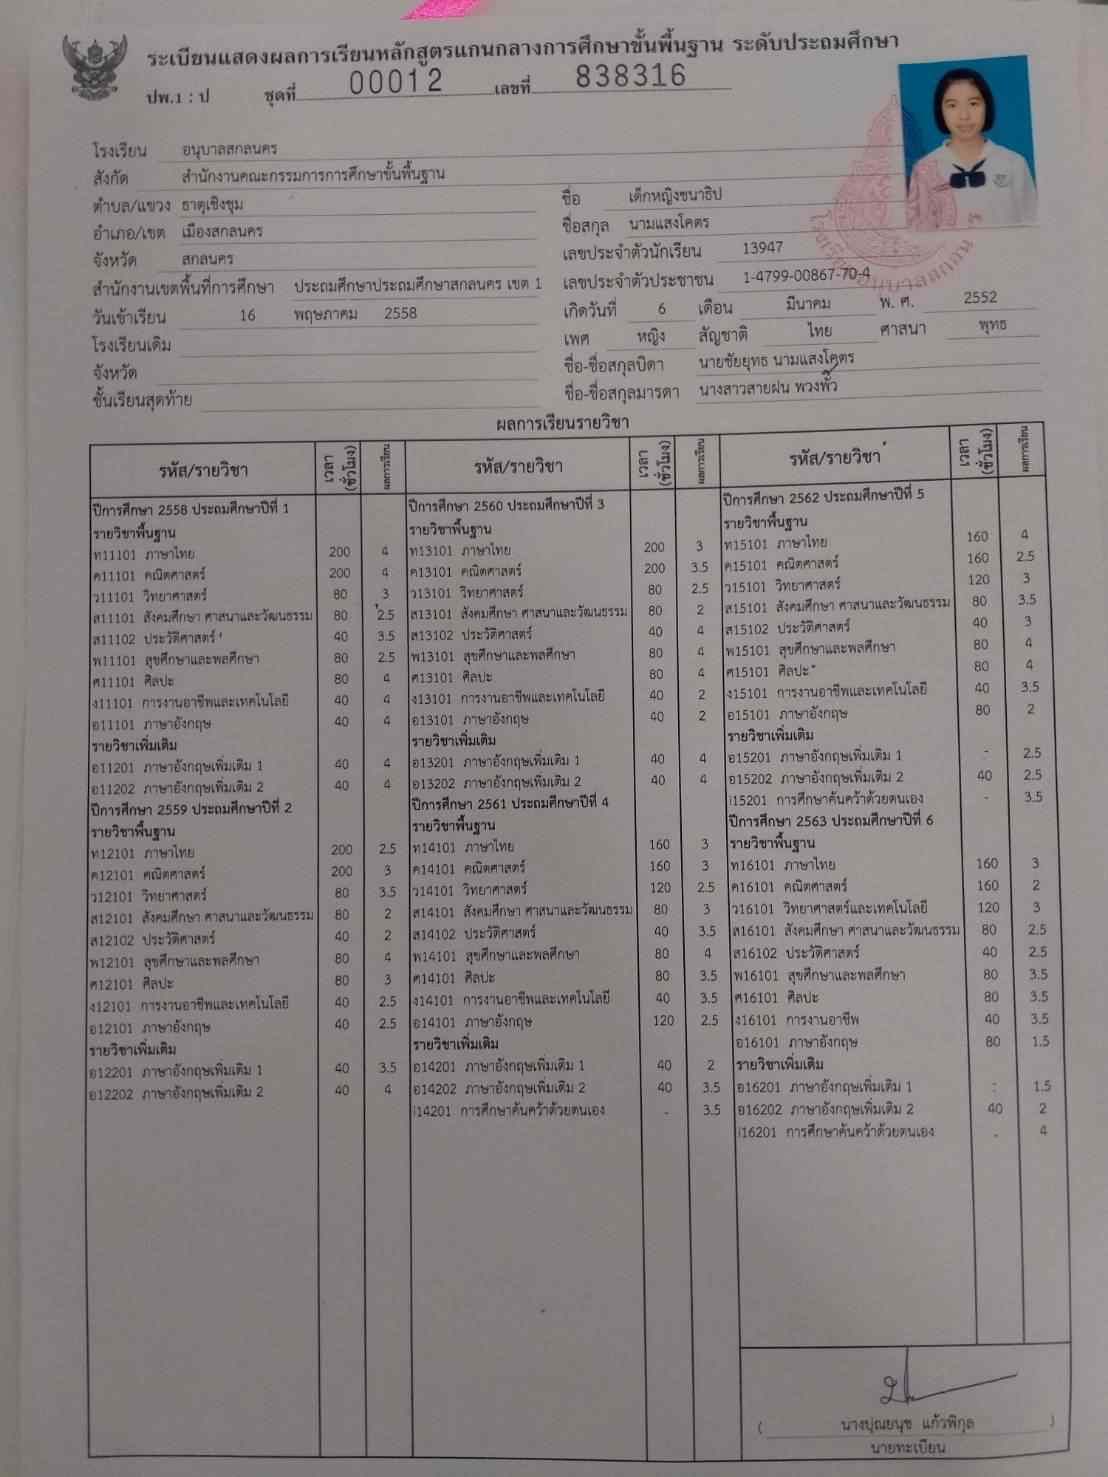 ระเบียนแสดงผลการเรียนหลักสูตรแกนกลางการศึกษาขั้นพื้นฐาน ระดับประถมศึกษา
ปพ.1 : ป ชุดที่ 00012 เลขที่ 838316
โรงเรียน อนุบาลสกลนคร
สังกัด สำนักงานคณะกรรมการการศึกษาขั้นพื้นฐาน
ตำบล/แขวง ธาตุเชิงชุม
อำเภอ/เขต เมืองสกลนคร
จังหวัด สกลนคร
สำนักงานเขตพื้นที่การศึกษา ประถมศึกษาประถมศึกษาสกลนคร เขต 1
วันเข้าเรียน 16 พฤษภาคม 2558
โรงเรียนเดิม
จังหวัด
ชั้นเรียนสุดท้าย
ชื่อ เด็กหญิงชนาธิป
ชื่อสกุล นามแสงโคตร
เลขประจำตัวนักเรียน 13947
เลขประจำตัวประชาชน 1-4799-00867-70-4
เกิดวันที่ 6 เดือน มีนาคม พ. ศ. 2552
เพศ หญิง สัญชาติ ไทย ศาสนา พุทธ
ชื่อ-ชื่อสกุลบิดา นายชัยยุทธ นามแสงโคตร
ชื่อ-ชื่อสกุลมารดา นางสาวสายฝน พวงพั้ว
ผลการเรียนรายวิชา
รหัส/รายวิชา เวลา (ชั่วโมง) ผลการเรียน
ปีการศึกษา 2558 ประถมศึกษาปีที่ 1
รายวิชาพื้นฐาน
ท11101 ภาษาไทย 200 4
ค11101 คณิตศาสตร์ 200 4
ว11101 วิทยาศาสตร์ 80 3
ส11101 สังคมศึกษา ศาสนาและวัฒนธรรม 80 2.5
ส11102 ประวัติศาสตร์ 40 3.5
พ11101 สุขศึกษาและพลศึกษา 80 2.5
ศ11101 ศิลปะ 80 4
ง11101 การงานอาชีพและเทคโนโลยี 40 4
อ11101 ภาษาอังกฤษ 40 4
รายวิชาเพิ่มเติม
อ11201 ภาษาอังกฤษเพิ่มเติม 1 40 4
อ11202 ภาษาอังกฤษเพิ่มเติม 2 40 4
ปีการศึกษา 2559 ประถมศึกษาปีที่ 2
รายวิชาพื้นฐาน
ท12101 ภาษาไทย 200 2.5
ค12101 คณิตศาสตร์ 200 3
ว12101 วิทยาศาสตร์ 80 3.5
ส12101 สังคมศึกษา ศาสนาและวัฒนธรรม 80 2
ส12102 ประวัติศาสตร์ 40 2
พ12101 สุขศึกษาและพลศึกษา 80 4
ศ12101 ศิลปะ 80 3
ง12101 การงานอาชีพและเทคโนโลยี 40 2.5
อ12101 ภาษาอังกฤษ 40 2.5
รายวิชาเพิ่มเติม
อ12201 ภาษาอังกฤษเพิ่มเติม 1 40 3.5
อ12202 ภาษาอังกฤษเพิ่มเติม 2 40 4
รหัส/รายวิชา เวลา (ชั่วโมง) ผลการเรียน
ปีการศึกษา 2560 ประถมศึกษาปีที่ 3
รายวิชาพื้นฐาน
ท13101 ภาษาไทย 200 3
ค13101 คณิตศาสตร์ 200 3.5
ว13101 วิทยาศาสตร์ 80 2.5
ส13101 สังคมศึกษา ศาสนาและวัฒนธรรม 80 2
ส13102 ประวัติศาสตร์ 40 4
พ13101 สุขศึกษาและพลศึกษา 80 4
ศ13101 ศิลปะ 80 4
ง13101 การงานอาชีพและเทคโนโลยี 40 2
อ13101 ภาษาอังกฤษ 40 2
รายวิชาเพิ่มเติม
อ13201 ภาษาอังกฤษเพิ่มเติม 1 40 4
อ13202 ภาษาอังกฤษเพิ่มเติม 2 40 4
ปีการศึกษา 2561 ประถมศึกษาปีที่ 4
รายวิชาพื้นฐาน
ท14101 ภาษาไทย 160 3
ค14101 คณิตศาสตร์ 160 3
ว14101 วิทยาศาสตร์ 120 2.5
ส14101 สังคมศึกษา ศาสนาและวัฒนธรรม 80 3
ส14102 ประวัติศาสตร์ 40 3.5
พ14101 สุขศึกษาและพลศึกษา 80 4
ศ14101 ศิลปะ 80 3.5
ง14101 การงานอาชีพและเทคโนโลยี 40 3.5
อ14101 ภาษาอังกฤษ 120 2.5
รายวิชาเพิ่มเติม
อ14201 ภาษาอังกฤษเพิ่มเติม 1 40 2
อ14202 ภาษาอังกฤษเพิ่มเติม 2 40 3.5
I14201 การศึกษาค้นคว้าด้วยตนเอง - 3.5
รหัส/รายวิชา เวลา (ชั่วโมง) ผลการเรียน
ปีการศึกษา 2562 ประถมศึกษาปีที่ 5
รายวิชาพื้นฐาน
ท15101 ภาษาไทย 160 4
ค15101 คณิตศาสตร์ 160 2.5
ว15101 วิทยาศาสตร์ 120 3
ส15101 สังคมศึกษา ศาสนาและวัฒนธรรม 80 3.5
ส15102 ประวัติศาสตร์ 40 3
พ15101 สุขศึกษาและพลศึกษา 80 4
ศ15101 ศิลปะ 80 4
ง15101 การงานอาชีพและเทคโนโลยี 40 3.5
อ15101 ภาษาอังกฤษ 80 2
รายวิชาเพิ่มเติม
อ15201 ภาษาอังกฤษเพิ่มเติม 1 - 2.5
อ15202 ภาษาอังกฤษเพิ่มเติม 2 40 2.5
I15201 การศึกษาค้นคว้าด้วยตนเอง - 3.5
ปีการศึกษา 2563 ประถมศึกษาปีที่ 6
รายวิชาพื้นฐาน
ท16101 ภาษาไทย 160 3
ค16101 คณิตศาสตร์ 160 2
ว16101 วิทยาศาสตร์และเทคโนโลยี 120 3
ส16101 สังคมศึกษา ศาสนาและวัฒนธรรม 80 2.5
ส16102 ประวัติศาสตร์ 40 2.5
พ16101 สุขศึกษาและพลศึกษา 80 3.5
ศ16101 ศิลปะ 80 3.5
ง16101 การงานอาชีพ 40 3.5
อ16101 ภาษาอังกฤษ 80 1.5
รายวิชาเพิ่มเติม
อ16201 ภาษาอังกฤษเพิ่มเติม 1 - 1.5
อ16202 ภาษาอังกฤษเพิ่มเติม 2 40 2
I16201 การศึกษาค้นคว้าด้วยตนเอง - 4
( นางปุณยนุช แก้วพิกุล )
นายทะเบียน